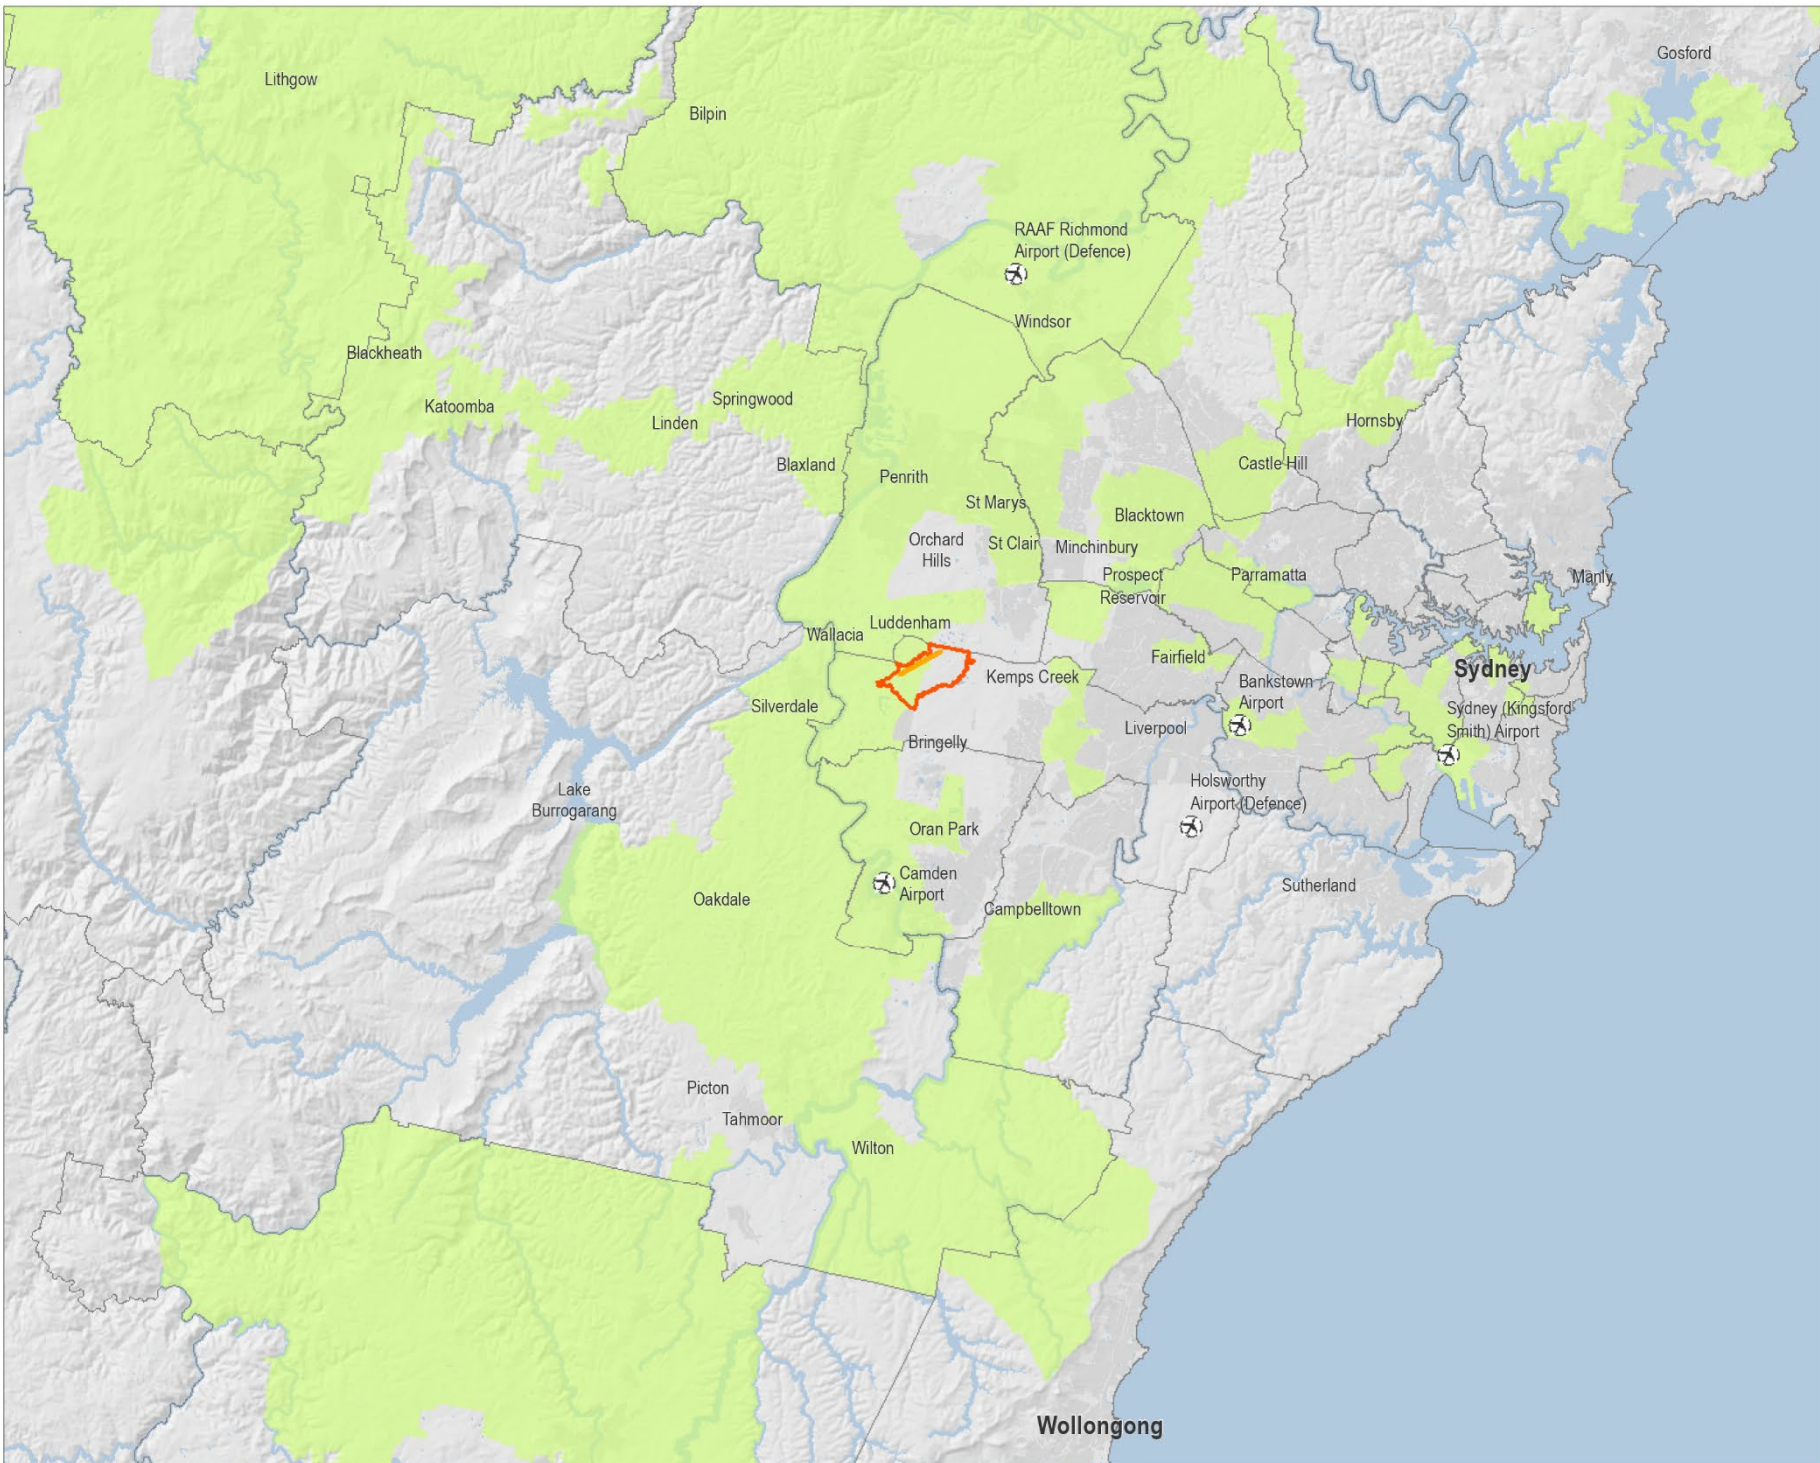 Gosford
Lithgow
Bilpin
RAAF Richmond
Airport (Defence)
Windsor
Blackheath
Katoomba
Linden
Springwood
Hornsby
Blaxland
Penrith
Castle Hill
St Marys
Blacktown
Orchard
Hills
St Clair
Minchinbury
Prospect
Reservoir
Parramatta
Manly
Luddenham
Wallacia
Fairfield
Sydney
Kemps Creek
Bankstown
Airport
Silverdale
Sydney (Kingsford
Smith) Airport
Liverpool
Bringelly
Lake
Burrogarang
Holsworthy
Airport (Defence)
Oran Park
Camden
Airport
Sutherland
Oakdale
Campbelltown
Picton
Tahmoor
Wilton
Wollongong